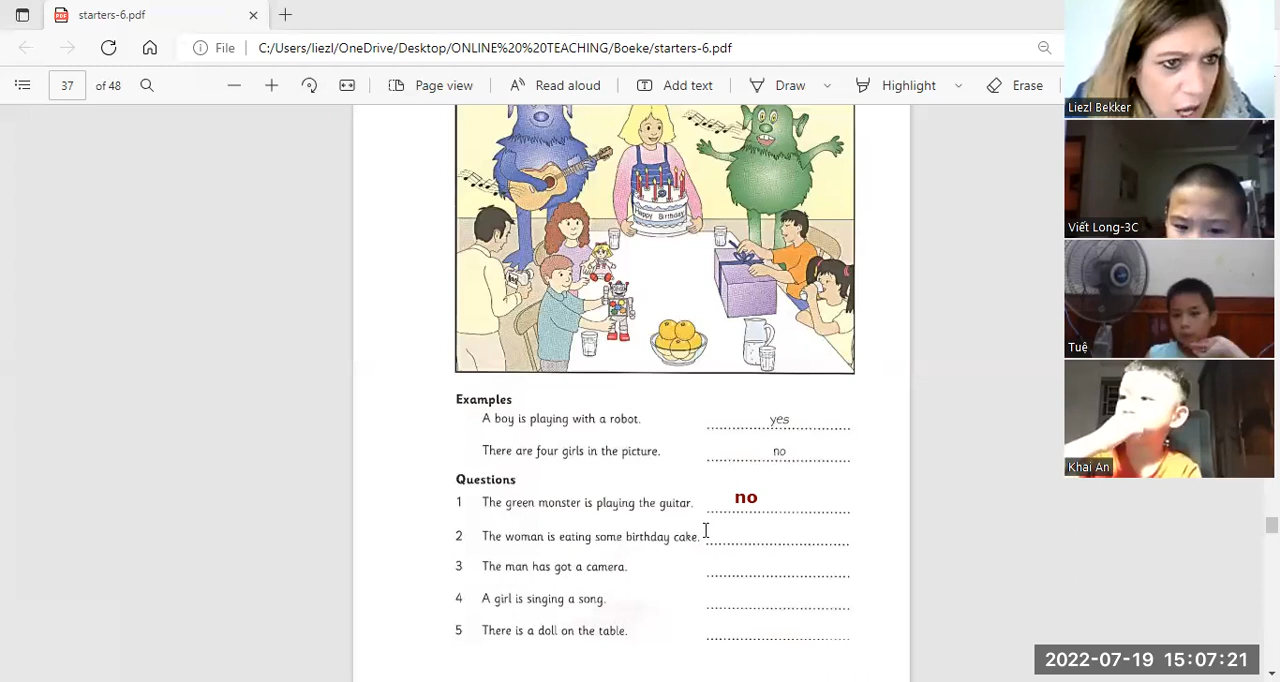 starters-6.pdf
File C:/Users/liezl/OneDrive/Desktop/ONLINE%20%20TEACHING/Boeke/starters-6.pdf
37 of 48 Page view Read aloud Add text Draw Highlight Erase
Happy Birthday
Examples
A boy is playing with a robot. yes
There are four girls in the picture. no
Questions
1 The green monster is playing the guitar. no
2 The woman is eating some birthday cake.
3 The man has got a camera.
4 A girl is singing a song.
5 There is a doll on the table.
Liezl Bekker
Viết Long-3C
Tuệ
Khai An
2022-07-19 15:07:21